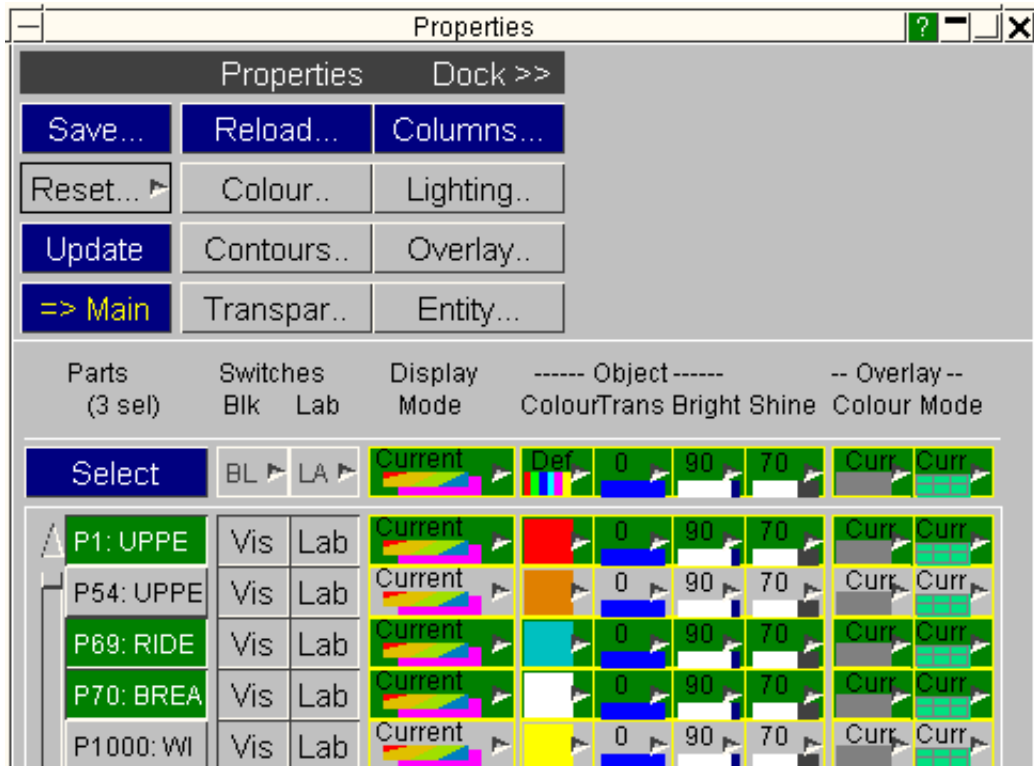 Properties ?
Properties Dock >>
Save... Reload... Columns...
Reset... Colour.. Lighting..
Update Contours.. Overlay..
=> Main Transpar.. Entity...
Parts Switches Display ------ Object ------ -- Overlay --
(3 sel) Blk Lab Mode ColourTrans Bright Shine Colour Mode
Select BL LA Current Def 0 90 70 Curr Curr
P1: UPPE Vis Lab Current 0 90 70 Curr Curr
P54: UPPE Vis Lab Current 0 90 70 Curr Curr
P69: RIDE Vis Lab Current 0 90 70 Curr Curr
P70: BREA Vis Lab Current 0 90 70 Curr Curr
P1000: WI Vis Lab Current 0 90 70 Curr Curr